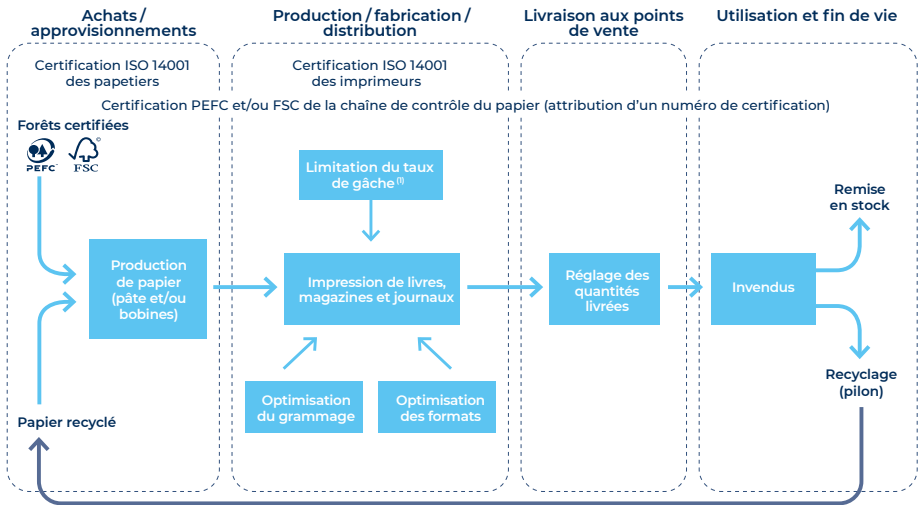 Achats /
approvisionnements
Production / fabrication /
distribution
Livraison aux points
de vente
Utilisation et fin de vie
Certification ISO 14001
des papetiers
Certification ISO 14001
des imprimeurs
Certification PEFC et/ou FSC de la chaîne de contrôle du papier (attribution d'un numéro de certification)
Forêts certifiées
PEFC
FSC
Limitation du taux
de gâche (1)
Remise
en stock
Production
de papier
(pâte et/ou
bobines)
Impression de livres,
magazines et journaux
Réglage des
quantités
livrées
Invendus
Recyclage
(pilon)
Optimisation
du grammage
Optimisation
des formats
Papier recyclé